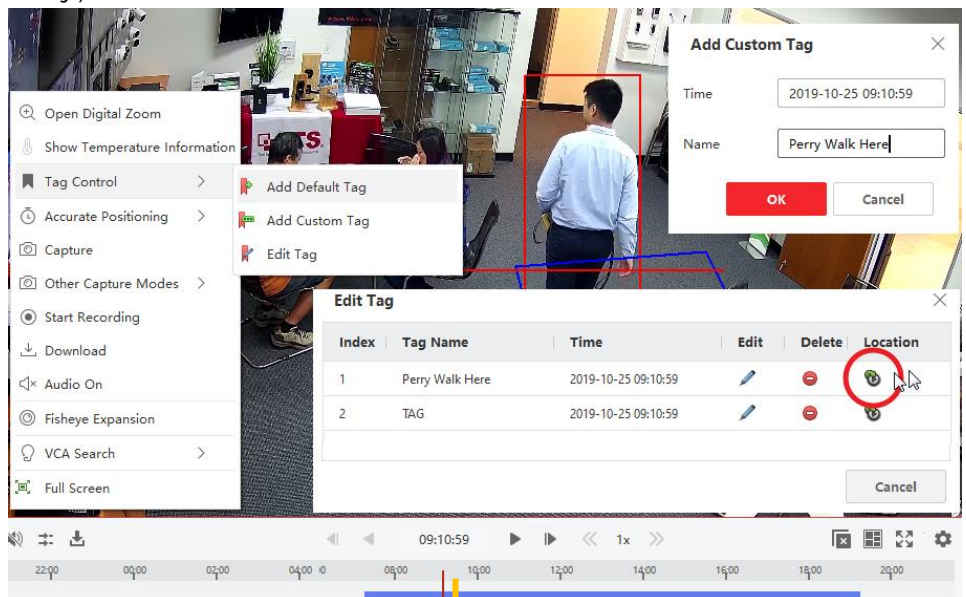 Add Custom Tag
Time
2019-10-25 09:10:59
Name
Perry Walk Here
OK
Cancel
Open Digital Zoom
Show Temperature Information
Tag Control
Accurate Positioning
Capture
Other Capture Modes
Start Recording
Download
Audio On
Fisheye Expansion
VCA Search
Full Screen
Add Default Tag
Add Custom Tag
Edit Tag
Edit Tag
Index Tag Name Time Edit Delete Location
1 Perry Walk Here 2019-10-25 09:10:59
2 TAG 2019-10-25 09:10:59
Cancel
09:10:59 1x
22:00 00:00 02:00 04:00 0 08:00 10:00 12:00 14:00 16:00 18:00 20:00